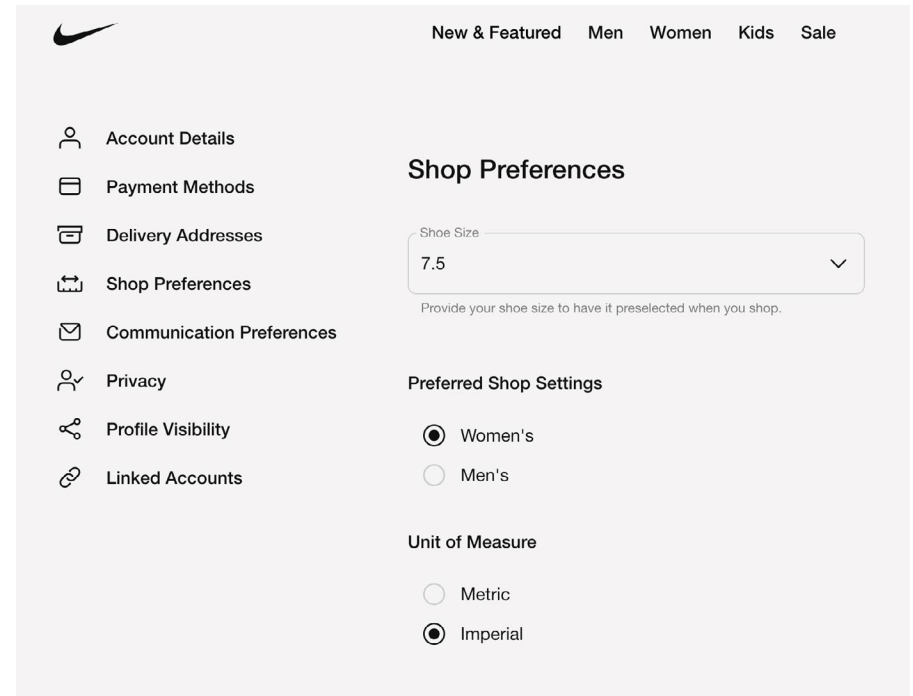 New & Featured Men Women Kids Sale
Account Details
Payment Methods
Delivery Addresses
Shop Preferences
Communication Preferences
Privacy
Profile Visibility
Linked Accounts
Shop Preferences
Shoe Size
7.5
Provide your shoe size to have it preselected when you shop.
Preferred Shop Settings
Women's
Men's
Unit of Measure
Metric
Imperial